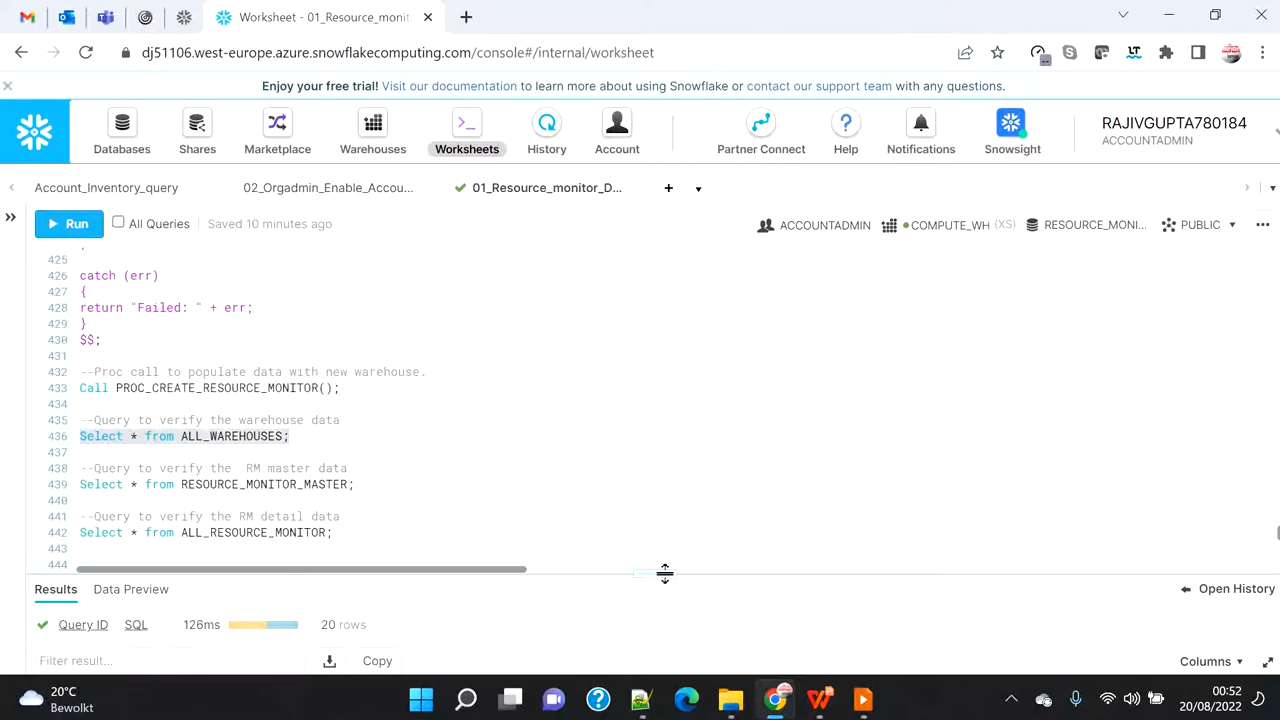 Worksheet - 01_Resource_monit
dj51106.west-europe.azure.snowflakecomputing.com/console#/internal/worksheet
Enjoy your free trial! Visit our documentation to learn more about using Snowflake or contact our support team with any questions.
Databases
Shares
Marketplace
Warehouses
Worksheets
History
Account
Partner Connect
Help
Notifications
Snowsight
RAJIVGUPTA780184
ACCOUNTADMIN
Account_Inventory_query
02_Orgadmin_Enable_Accou...
01_Resource_monitor_D...
Run
All Queries
Saved 10 minutes ago
ACCOUNTADMIN
COMPUTE_WH (XS)
RESOURCE_MONI...
PUBLIC
425
426 catch (err)
427 {
428 return "Failed: " + err;
429 }
430 $$;
431
432 --Proc call to populate data with new warehouse.
433 Call PROC_CREATE_RESOURCE_MONITOR();
434
435 --Query to verify the warehouse data
436 Select * from ALL_WAREHOUSES;
437
438 --Query to verify the  RM master data
439 Select * from RESOURCE_MONITOR_MASTER;
440
441 --Query to verify the RM detail data
442 Select * from ALL_RESOURCE_MONITOR;
443
444
Results
Data Preview
Open History
Query ID
SQL
126ms
20 rows
Filter result...
Copy
Columns
20°C
Bewolkt
00:52
20/08/2022